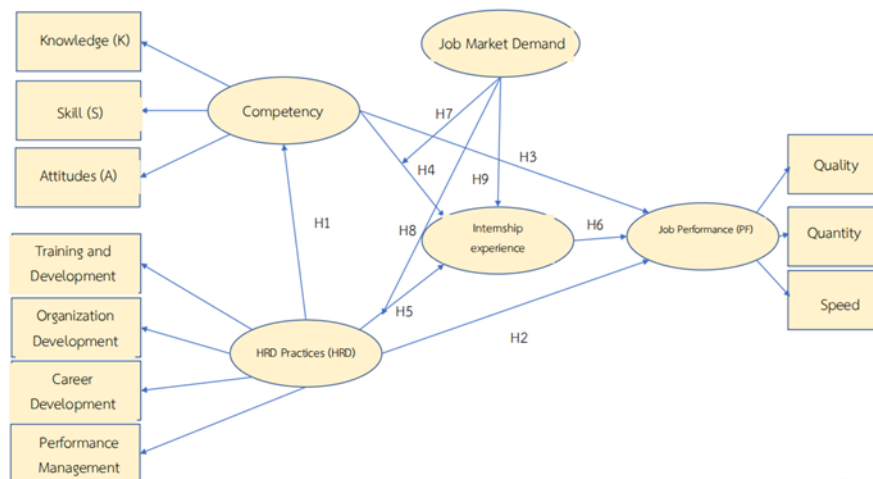 Knowledge (K)
Skill (S)
Attitudes (A)
Competency
Job Market Demand
H7
H4
H3
H9
H1
H8
Internship
experience
H6
Job Performance (PF)
Quality
Quantity
Speed
Training and
Development
Organization
Development
Career
Development
Performance
Management
HRD Practices (HRD)
H5
H2